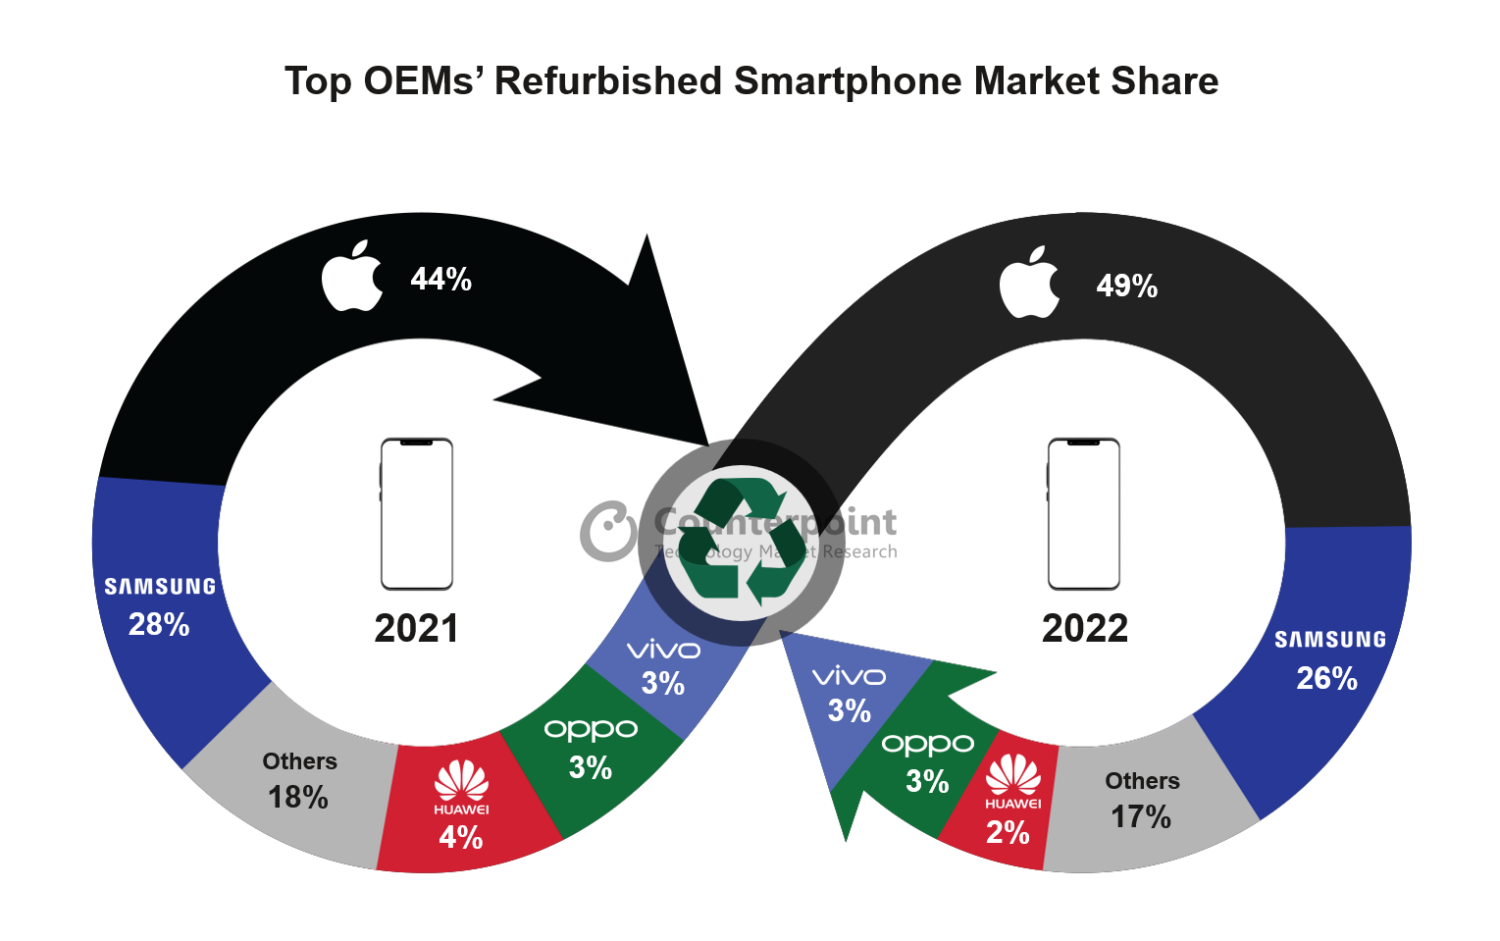 Top OEMs’ Refurbished Smartphone Market Share
44%
SAMSUNG
28%
Others
18%
HUAWEI
4%
oppo
3%
vivo
3%
2021
Counterpoint
Technology Market Research
49%
SAMSUNG
26%
Others
17%
HUAWEI
2%
oppo
3%
vivo
3%
2022